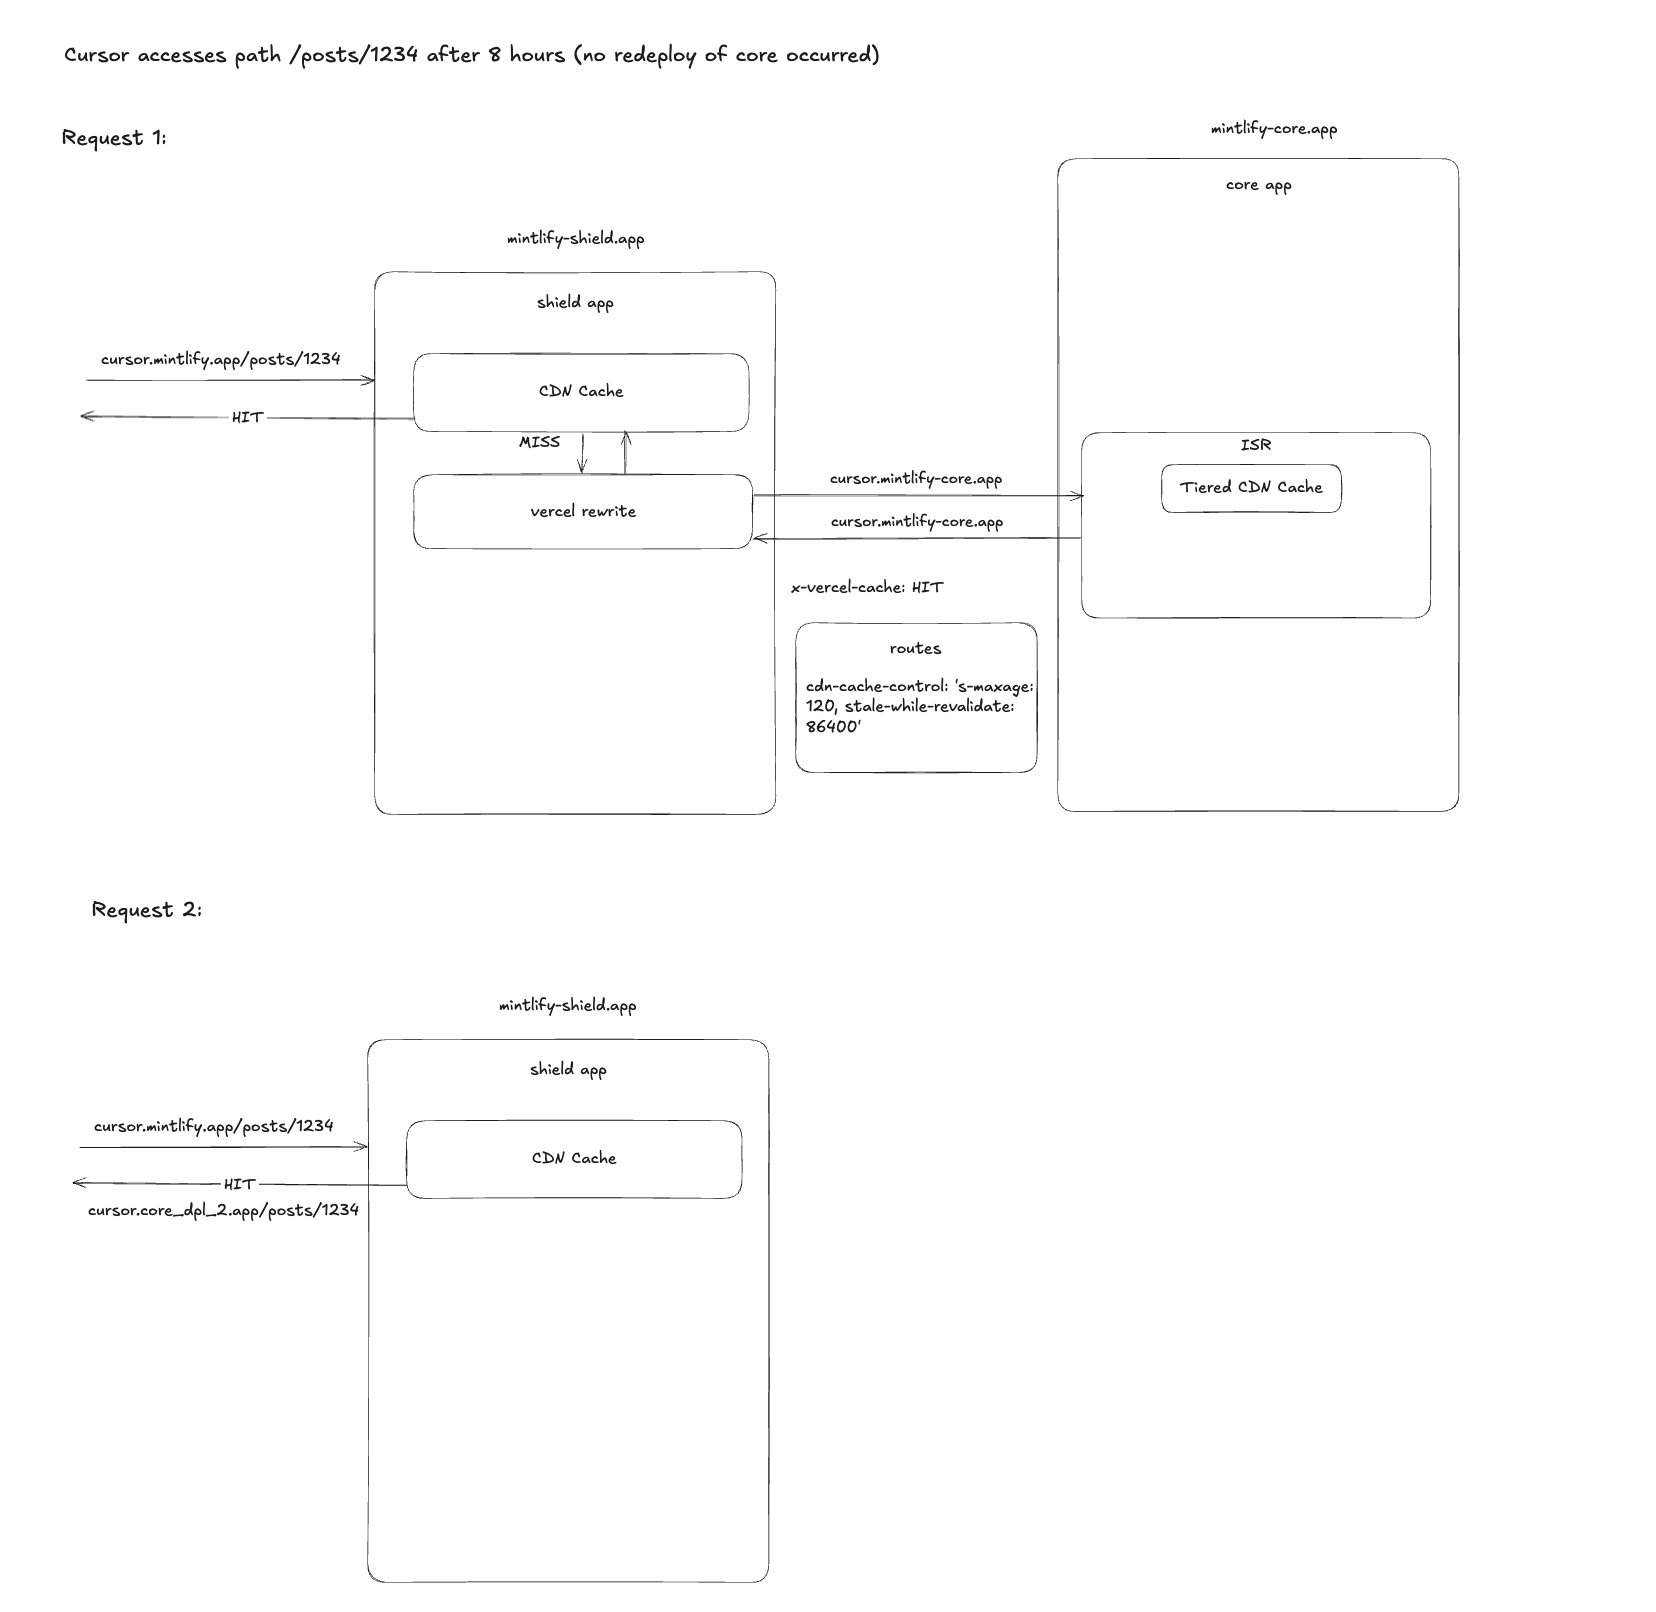 Cursor accesses path /posts/1234 after 8 hours (no redeploy of core occurred)
Request 1:
mintlify-core.app
core app
mintlify-shield.app
shield app
cursor.mintlify.app/posts/1234
CDN Cache
HIT
MISS
ISR
cursor.mintlify-core.app
Tiered CDN Cache
vercel rewrite
cursor.mintlify-core.app
x-vercel-cache: HIT
routes
cdn-cache-control: 's-maxage:
120, stale-while-revalidate:
86400'
Request 2:
mintlify-shield.app
shield app
cursor.mintlify.app/posts/1234
CDN Cache
HIT
cursor.core_dpl_2.app/posts/1234